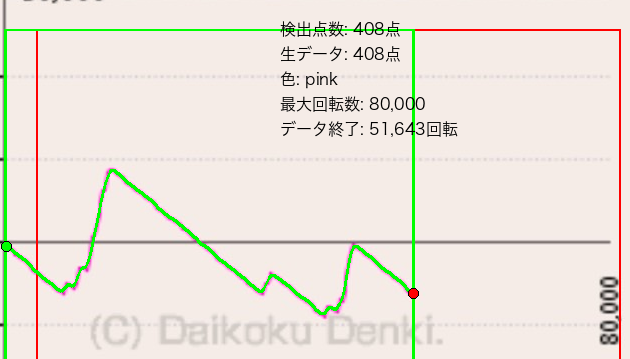 検出点数: 408点
生データ: 408点
色: pink
最大回転数: 80,000
データ終了: 51,643回転
80,000
(C) Daikoku Denki.